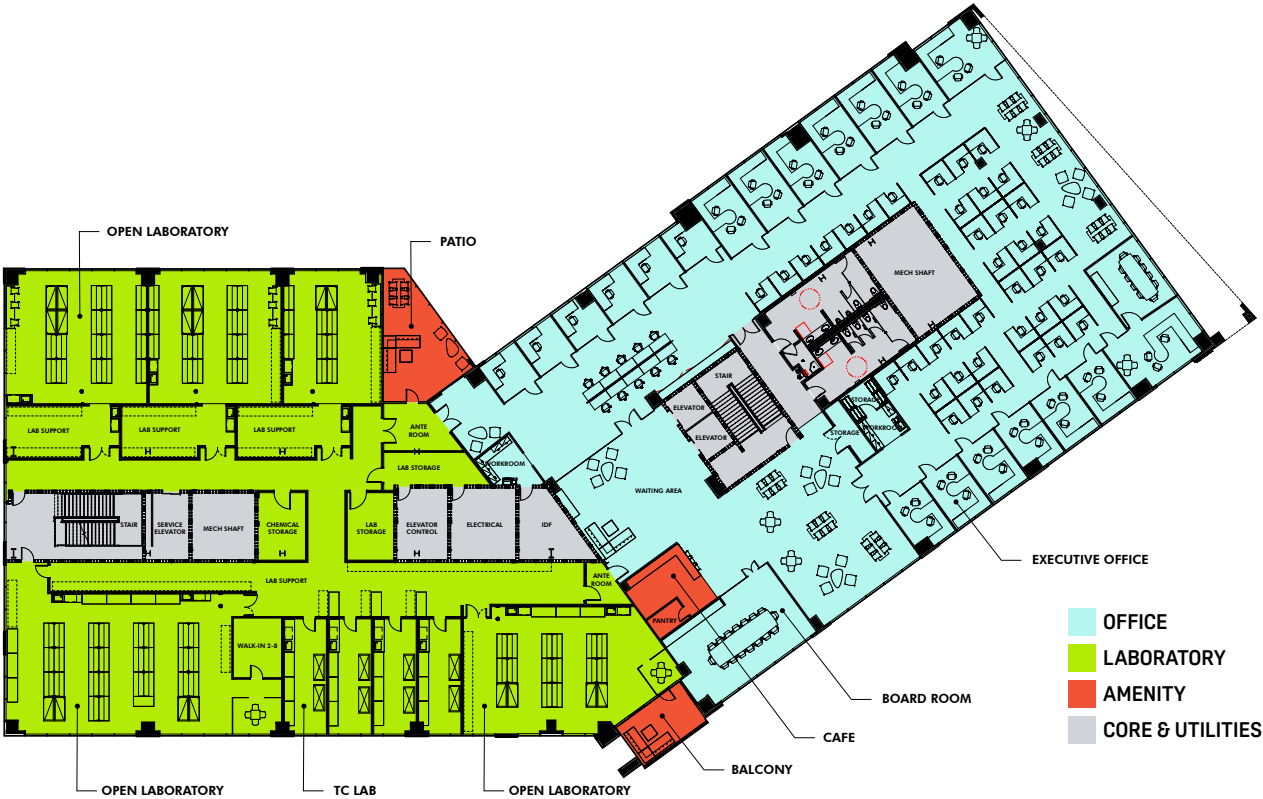 OPEN LABORATORY
PATIO
MECH SHAFT
STAIR
ELEVATOR
ELEVATOR
STORAGE
STORAGE
WORKROOM
LAB SUPPORT
LAB SUPPORT
LAB SUPPORT
ANTE
ROOM
LAB STORAGE
WORKROOM
WAITING AREA
STAIR
SERVICE
ELEVATOR
MECH SHAFT
CHEMICAL
STORAGE
LAB
STORAGE
ELEVATOR
CONTROL
ELECTRICAL
IDF
LAB SUPPORT
ANTE
ROOM
PANTRY
WALK-IN 2-8
EXECUTIVE OFFICE
BOARD ROOM
CAFE
BALCONY
OPEN LABORATORY
TC LAB
OPEN LABORATORY
OFFICE
LABORATORY
AMENITY
CORE & UTILITIES